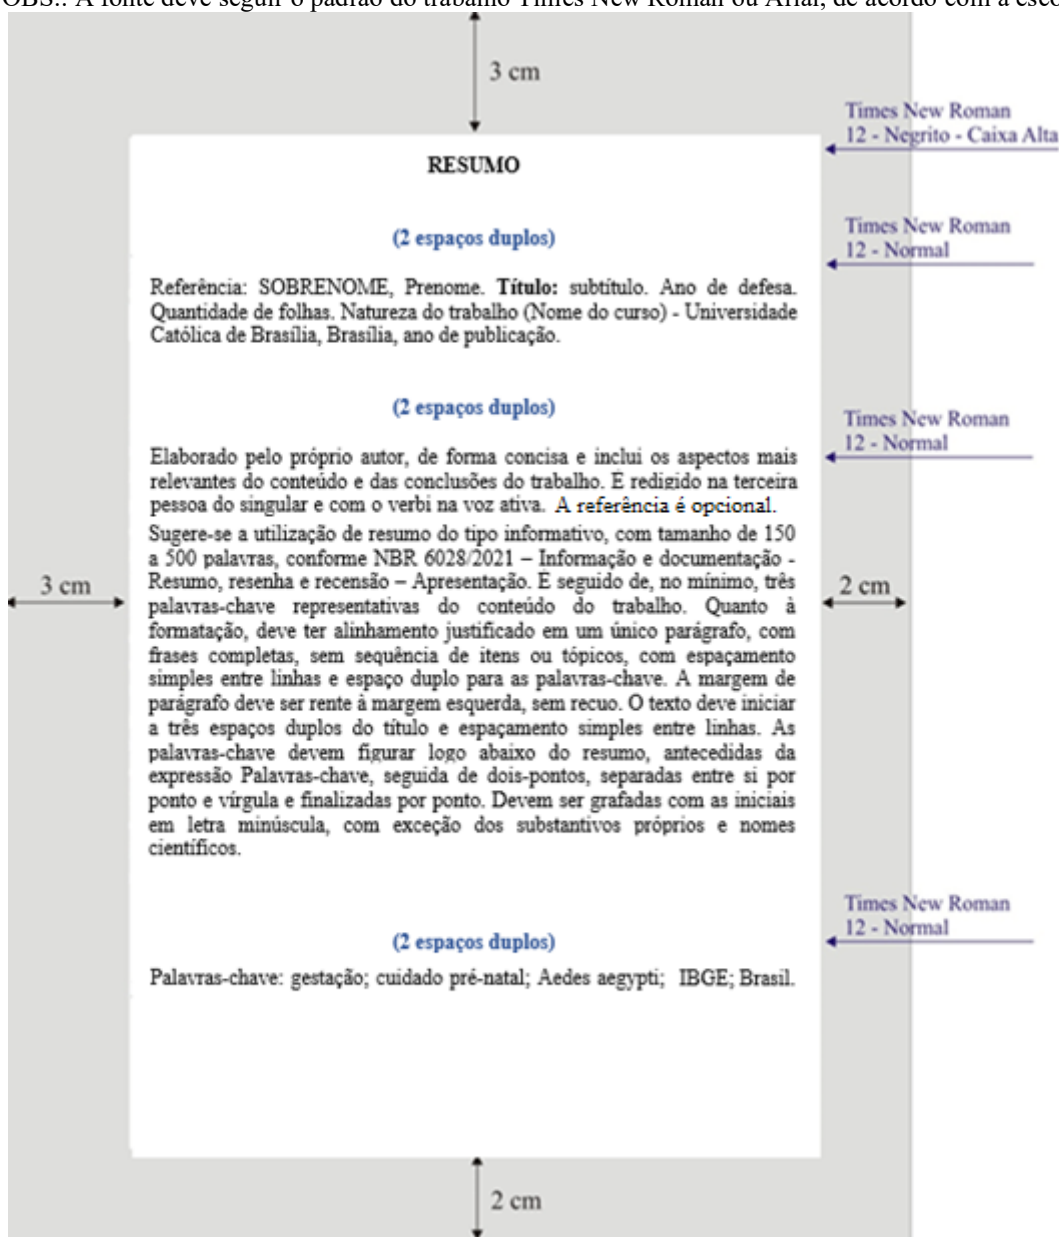 OBS.: A fonte deve seguir o padrão do trabalho Times New Roman ou Arial, de acordo com a
3 cm
Times New Roman
12 - Negrito - Caixa Alta
RESUMO
Times New Roman
12 - Normal
(2 espaços duplos)
Referência: SOBRENOME, Prenome. Título: subtítulo. Ano de defesa.
Quantidade de folhas. Natureza do trabalho (Nome do curso) - Universidade
Católica de Brasília, Brasília, ano de publicação.
(2 espaços duplos)
Times New Roman
12 - Normal
Elaborado pelo próprio autor, de forma concisa e inclui os aspectos mais
relevantes do conteúdo e das conclusões do trabalho. É redigido na terceira
pessoa do singular e com o verbi na voz ativa. A referência é opcional.
Sugere-se a utilização de resumo do tipo informativo, com tamanho de 150
a 500 palavras, conforme NBR 6028/2021 – Informação e documentação -
Resumo, resenha e recensão – Apresentação. É seguido de, no mínimo, três
palavras-chave representativas do conteúdo do trabalho. Quanto à
formatação, deve ter alinhamento justificado em um único parágrafo, com
frases completas, sem sequência de itens ou tópicos, com espaçamento
simples entre linhas e espaço duplo para as palavras-chave. A margem de
parágrafo deve ser rente à margem esquerda, sem recuo. O texto deve iniciar
a três espaços duplos do título e espaçamento simples entre linhas. As
palavras-chave devem figurar logo abaixo do resumo, antecedidas da
expressão Palavras-chave, seguida de dois-pontos, separadas entre si por
ponto e vírgula e finalizadas por ponto. Devem ser grafadas com as iniciais
em letra minúscula, com exceção dos substantivos próprios e nomes
científicos.
3 cm
2 cm
Times New Roman
12 - Normal
(2 espaços duplos)
Palavras-chave: gestação; cuidado pré-natal; Aedes aegypti; IBGE; Brasil.
2 cm